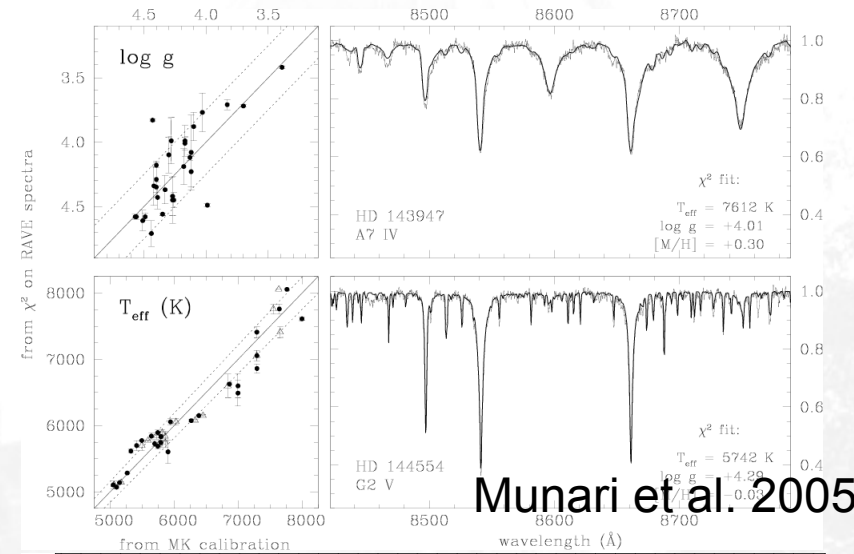 4.5 4.0 3.5
8500 8600 8700
log g
3.5
4.0
4.5
from χ² on RAVE spectra
1.0
0.8
0.6
0.4
HD 143947
A7 IV
χ² fit:
T_eff = 7612 K
log g = +4.01
[M/H] = +0.30
T_eff (K)
8000
7000
6000
5000
1.0
0.8
0.6
0.4
HD 144554
G2 V
χ² fit:
T_eff = 5742 K
log g = +4.29
[M/H] = -0.03
Munari et al. 2005
5000 6000 7000 8000
8500 8600 8700
from MK calibration
wavelength (Å)